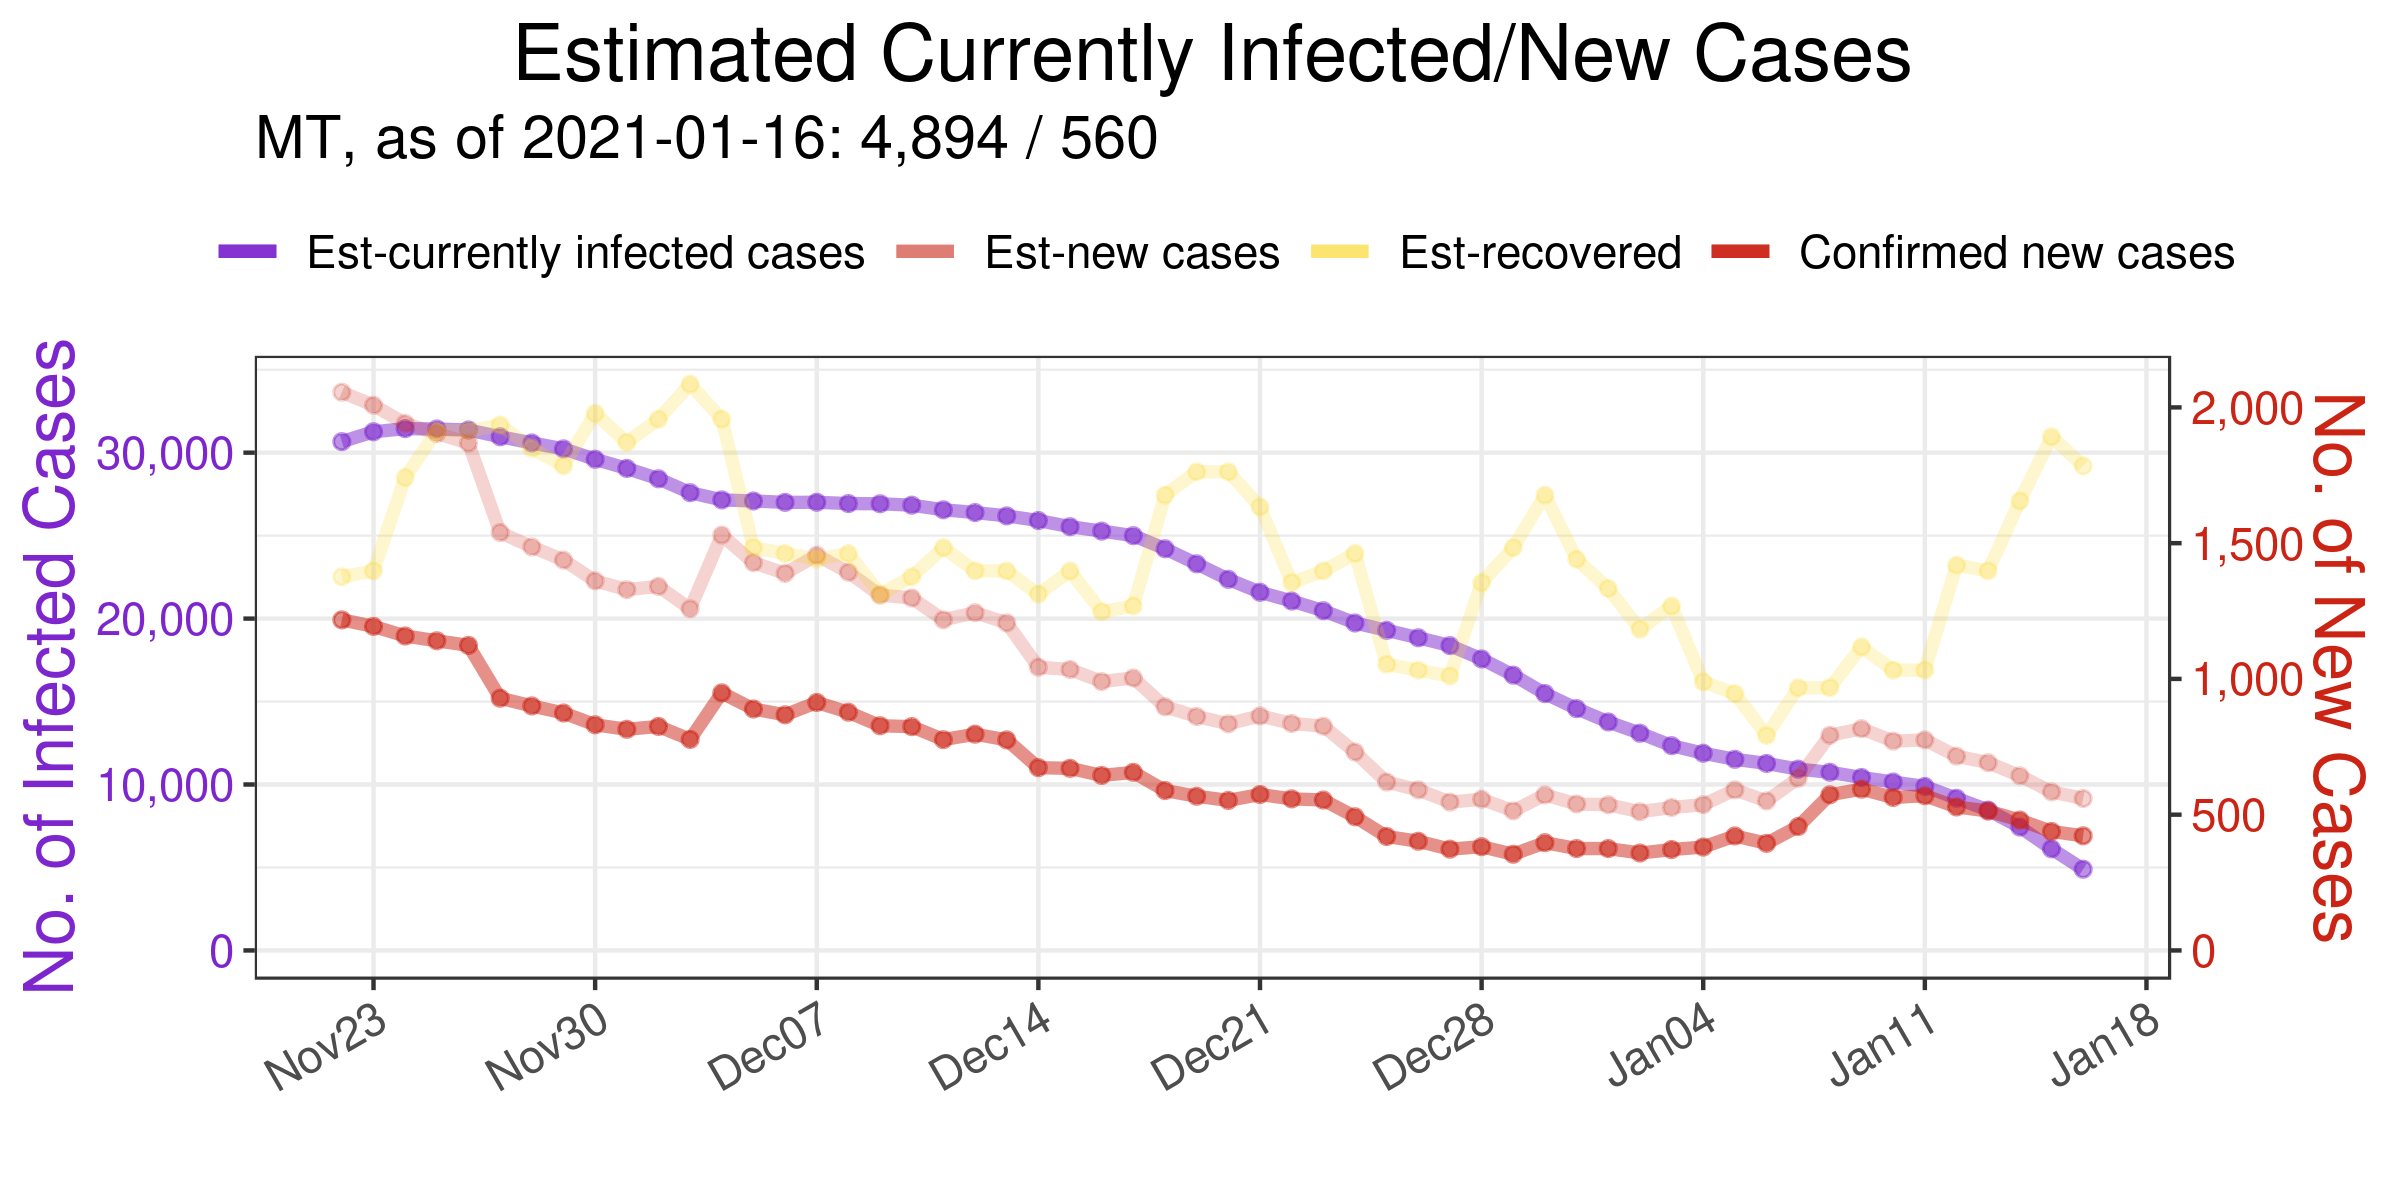 Estimated Currently Infected/New Cases
MT, as of 2021-01-16: 4,894 / 560
Est-currently infected cases Est-new cases Est-recovered Confirmed new cases
No. of Infected Cases
30,000
20,000
10,000
0
2,000
1,500
1,000
500
0
No. of New Cases
Nov23 Nov30 Dec07 Dec14 Dec21 Dec28 Jan04 Jan11 Jan18